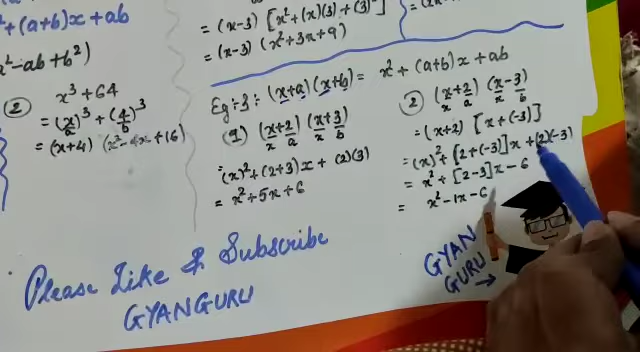 +(a+b)x + ab
-ab+b²)
② x³ + 64
= (x)³ + (4)³
a b
= (x+4) (x² - 4x + 16)
= (x-3) [x² + (x)(3) + (3)²]
= (x-3) (x² + 3x + 9)
Eg:-3:- (x+a) (x+b) = x² + (a+b)x + ab
(1) (x+2) (x+3)
x a x b
= (x)² + (2+3)x + (2)(3)
= x² + 5x + 6
2) (x+2) (x-3)
x a x b
= (x+2) [x + (-3)]
= (x)² + [2+(-3)]x + (2)(-3)
= x² + [2-3]x - 6
= x² - 1x - 6
Please Like & Subscribe
GYANGURU
GYAN
GURU →